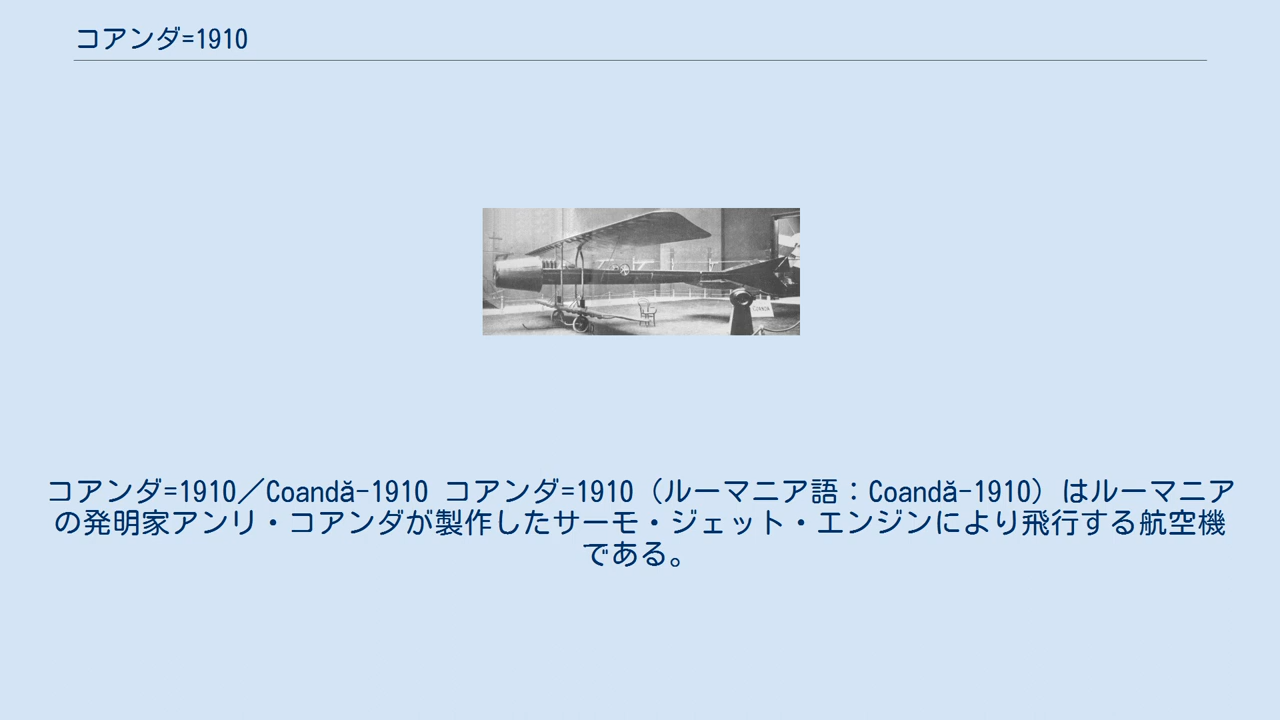 コアンダ=1910
コアンダ=1910／Coandă-1910 コアンダ=1910（ルーマニア語：Coandă-1910）はルーマニア
の発明家アンリ・コアンダが製作したサーモ・ジェット・エンジンにより飛行する航空機
である。